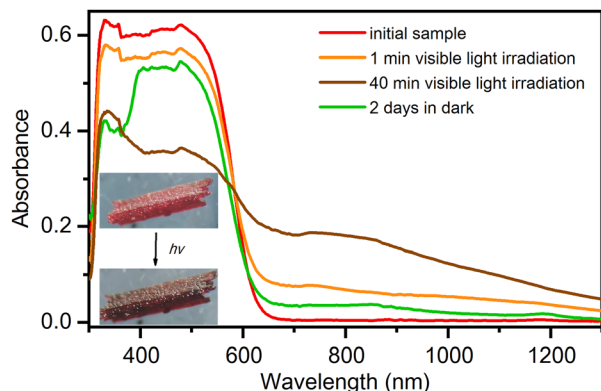 0.6
0.4
0.2
0.0
Absorbance
initial sample
1 min visible light irradiation
40 min visible light irradiation
2 days in dark
hv
400
600
800
1000
1200
Wavelength (nm)